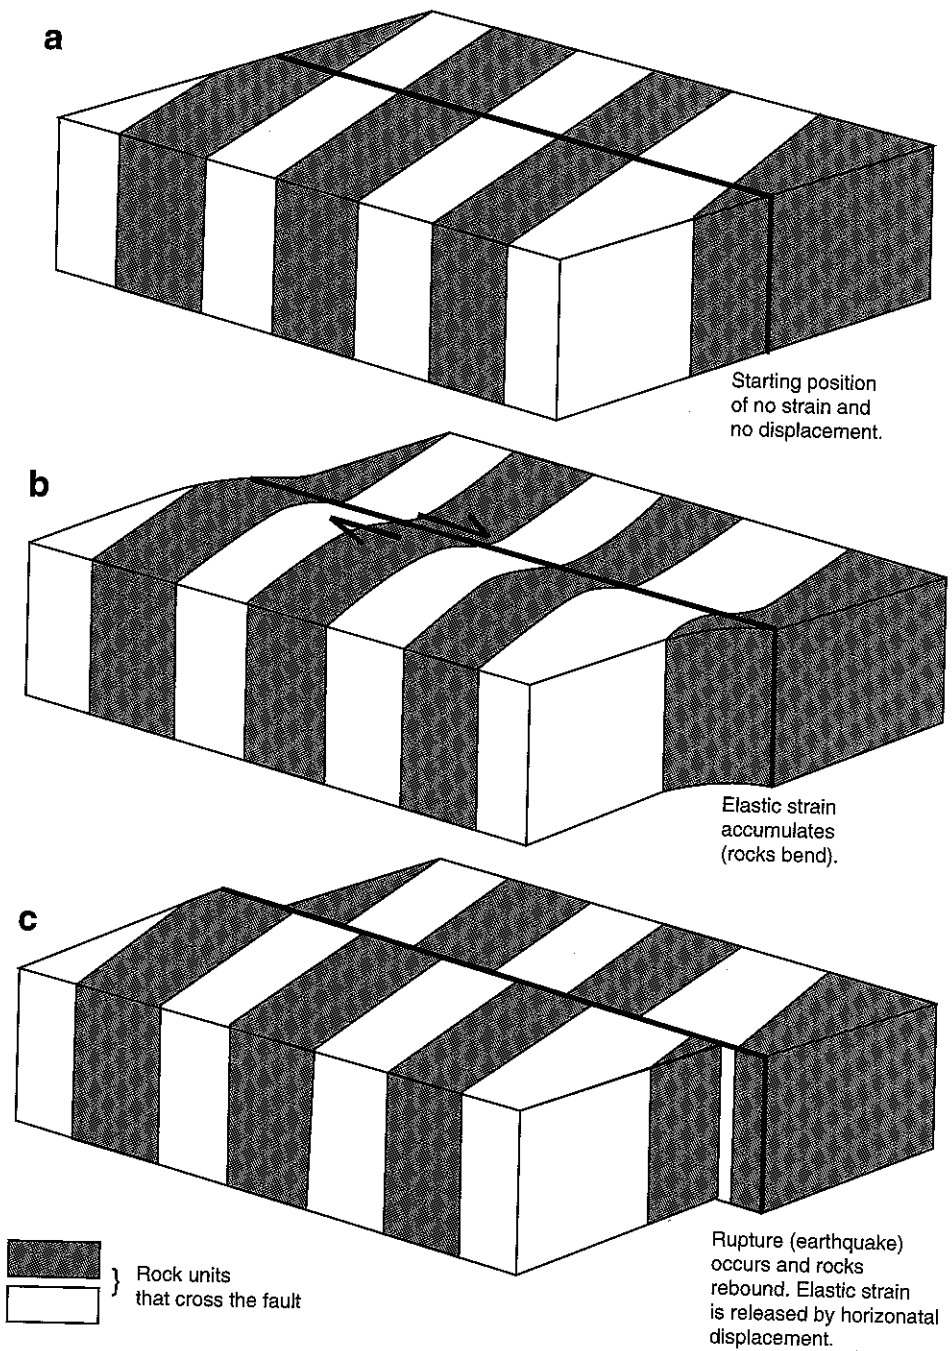 a
Starting position
of no strain and
no displacement.
b
Elastic strain
accumulates
(rocks bend).
c
Rupture (earthquake)
occurs and rocks
rebound. Elastic strain
is released by horizonatal
displacement.
} Rock units
that cross the fault